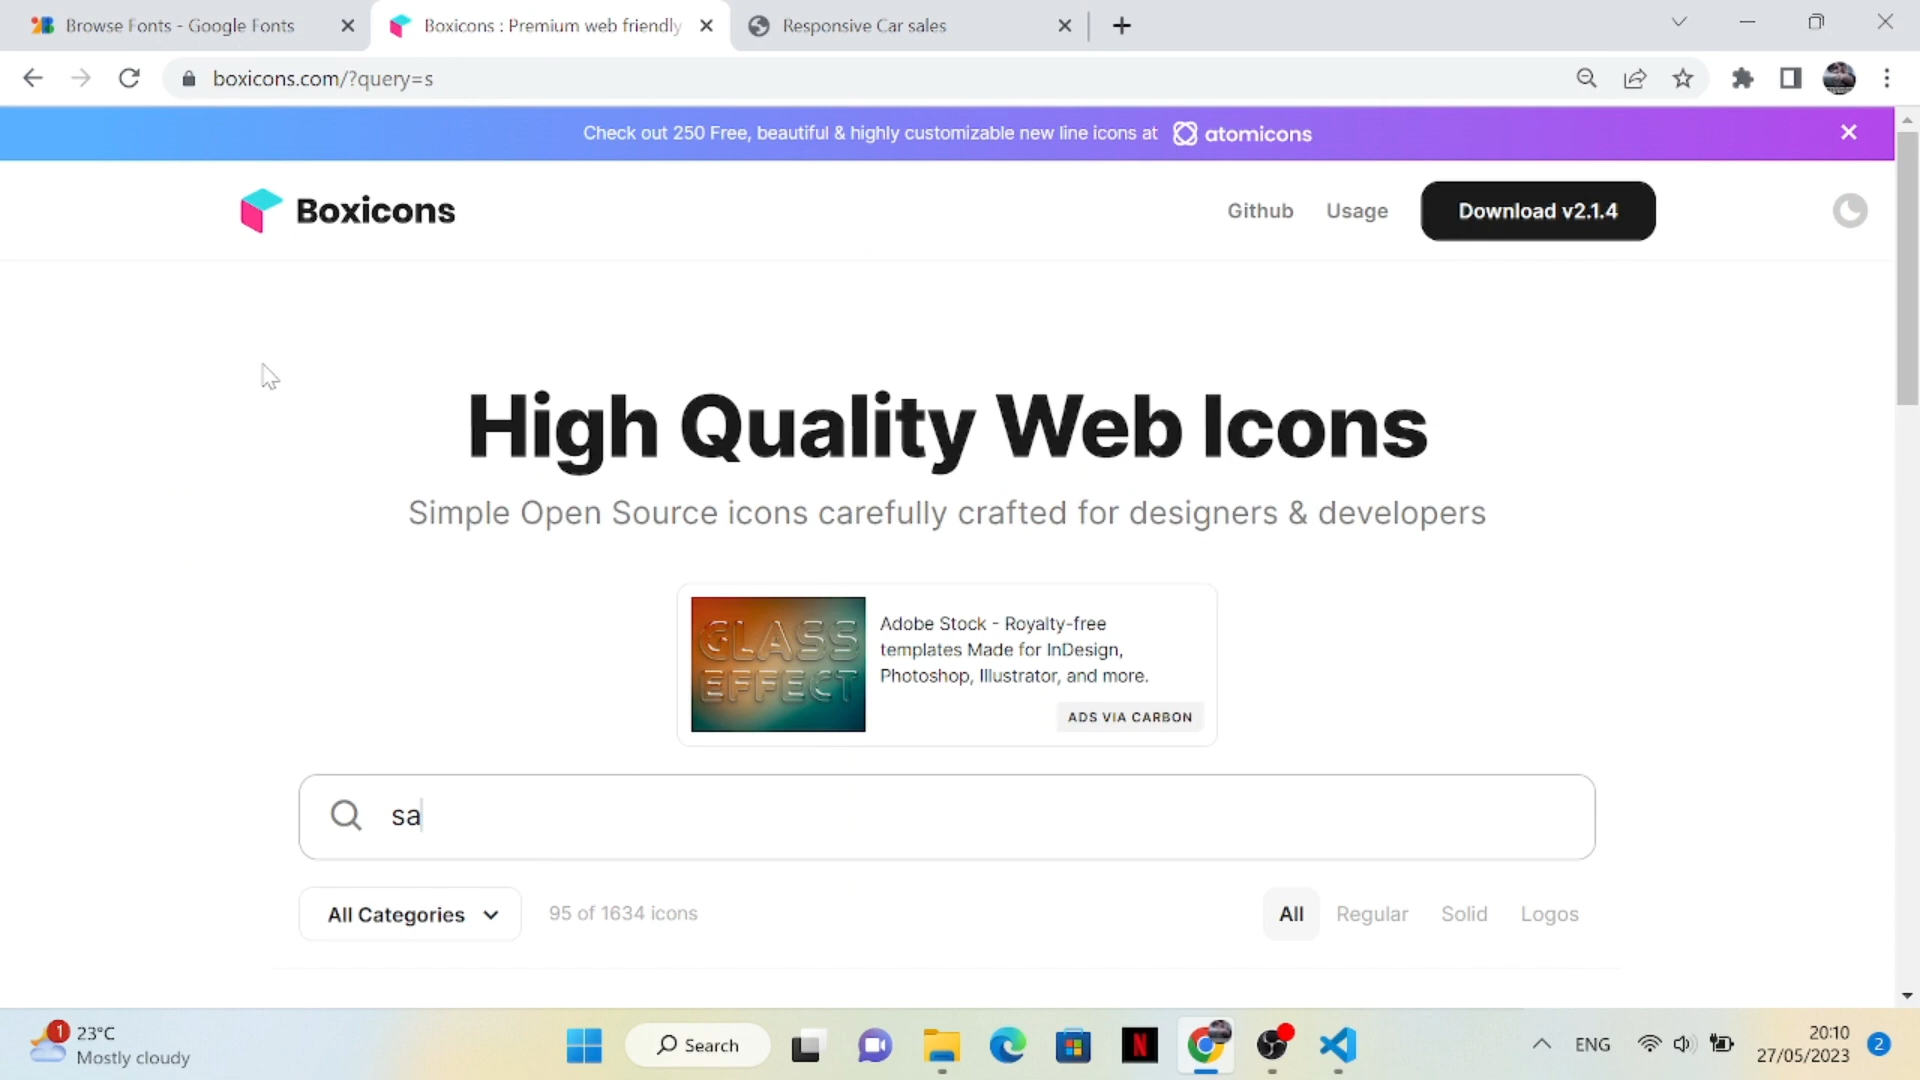 Browse Fonts - Google Fonts
Boxicons : Premium web friendly
Responsive Car sales
boxicons.com/?query=s
Check out 250 Free, beautiful & highly customizable new line icons at atomicons
Boxicons
Github
Usage
Download v2.1.4
High Quality Web Icons
Simple Open Source icons carefully crafted for designers & developers
GLASS
EFFECT
Adobe Stock - Royalty-free
templates Made for InDesign,
Photoshop, Illustrator, and more.
ADS VIA CARBON
sa
All Categories
95 of 1634 icons
All
Regular
Solid
Logos
1
23°C
Mostly cloudy
Search
N
ENG
20:10
27/05/2023
2